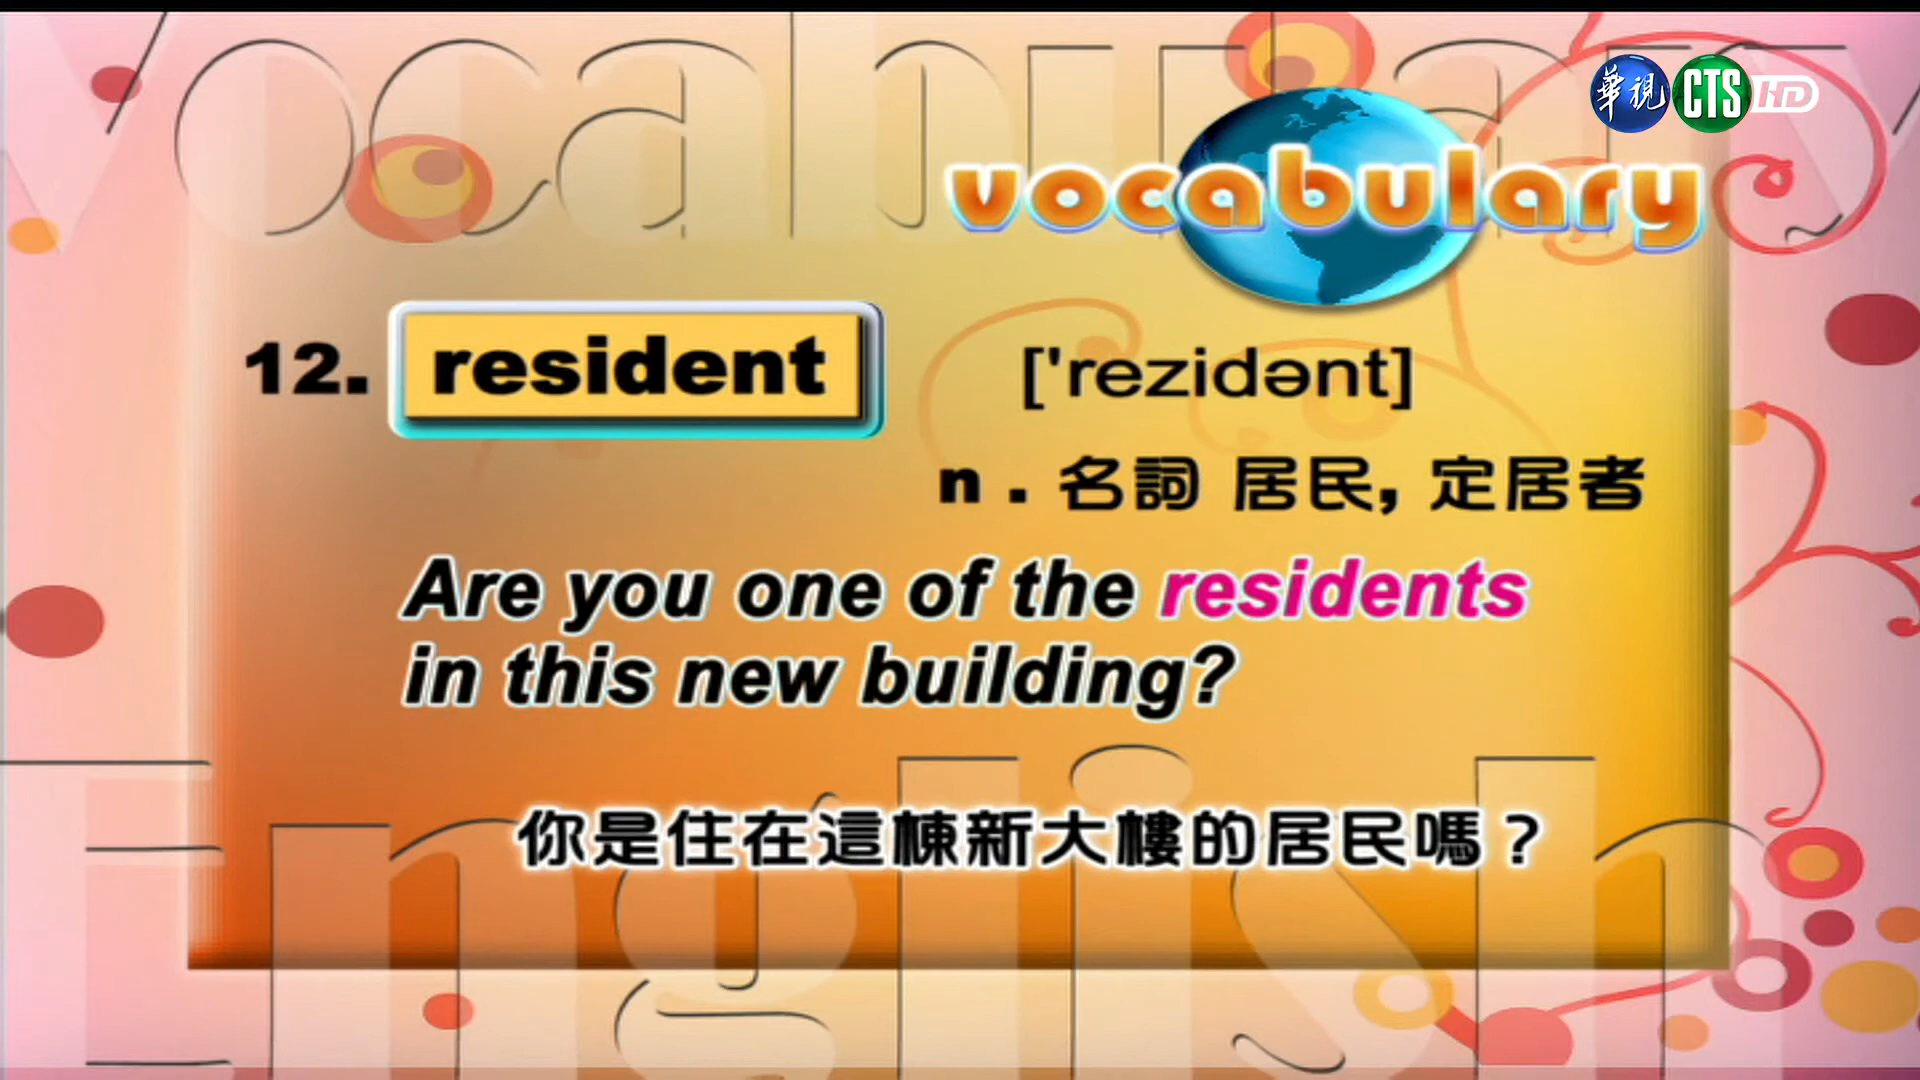 Vocabulary
華視 CTS HD
vocabulary
12. resident ['rezidənt]
n . 名詞 居民, 定居者
Are you one of the residents
in this new building?
你是住在這棟新大樓的居民嗎？
English